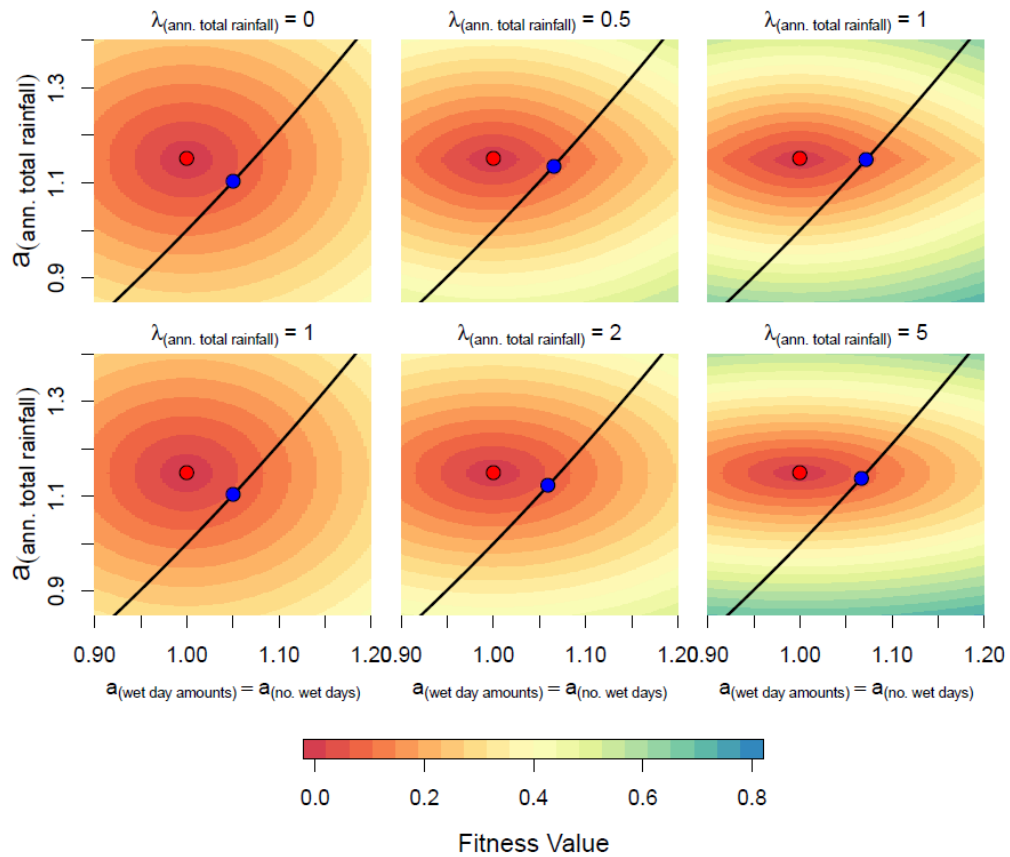 λ(ann. total rainfall) = 0
λ(ann. total rainfall) = 0.5
λ(ann. total rainfall) = 1
a(ann. total rainfall)
1.3
1.1
0.9
λ(ann. total rainfall) = 1
λ(ann. total rainfall) = 2
λ(ann. total rainfall) = 5
a(ann. total rainfall)
1.3
1.1
0.9
0.90 1.00 1.10 1.20
0.90 1.00 1.10 1.20
0.90 1.00 1.10 1.20
a(wet day amounts) = a(no. wet days)
a(wet day amounts) = a(no. wet days)
a(wet day amounts) = a(no. wet days)
0.0 0.2 0.4 0.6 0.8
Fitness Value